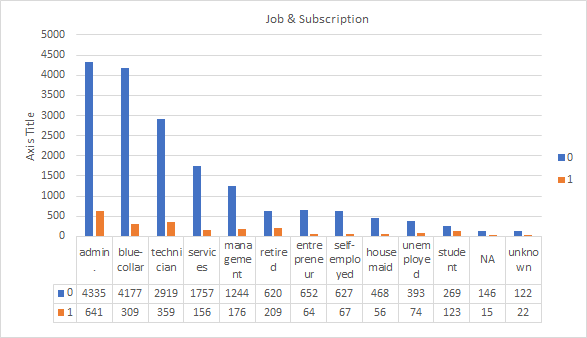 Job & Subscription
5000
4500
4000
3500
3000
2500
2000
1500
1000
500
0
Axis Title
admin. blue-collar technician services management retired entrepreneur self-employed housemaid unemployed student NA unknown
0 4335 4177 2919 1757 1244 620 652 627 468 393 269 146 122
1 641 309 359 156 176 209 64 67 56 74 123 15 22
0
1